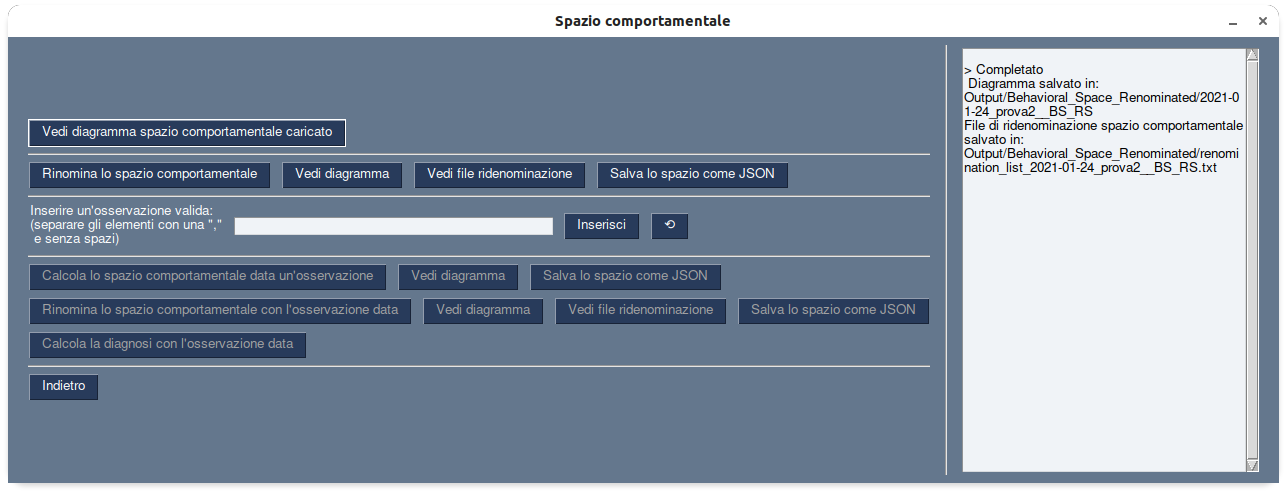 Spazio comportamentale
Vedi diagramma spazio comportamentale caricato
Rinomina lo spazio comportamentale
Vedi diagramma
Vedi file ridenominazione
Salva lo spazio come JSON
Inserire un'osservazione valida:
(separare gli elementi con una ","
e senza spazi)
Inserisci
⟲
Calcola lo spazio comportamentale data un'osservazione
Vedi diagramma
Salva lo spazio come JSON
Rinomina lo spazio comportamentale con l'osservazione data
Vedi diagramma
Vedi file ridenominazione
Salva lo spazio come JSON
Calcola la diagnosi con l'osservazione data
Indietro
> Completato
Diagramma salvato in:
Output/Behavioral_Space_Renominated/2021-0
1-24_prova2__BS_RS
File di ridenominazione spazio comportamentale
salvato in:
Output/Behavioral_Space_Renominated/renomi
nation_list_2021-01-24_prova2__BS_RS.txt